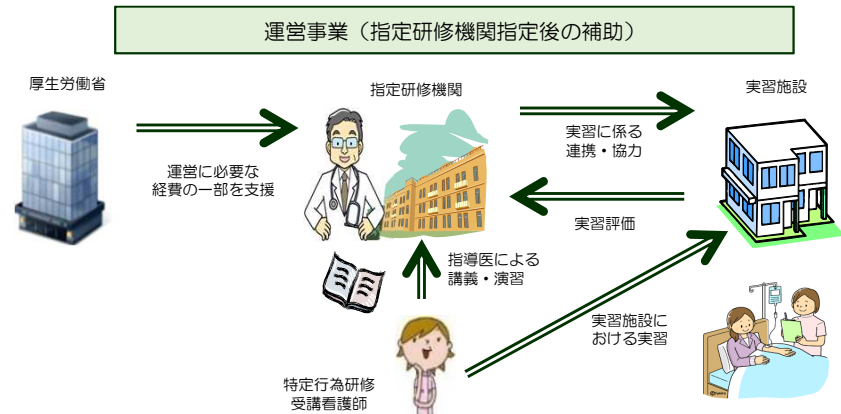 運営事業（指定研修機関指定後の補助）
厚生労働省
指定研修機関
実習施設
運営に必要な
経費の一部を支援
実習に係る
連携・協力
実習評価
指導医による
講義・演習
実習施設に
おける実習
特定行為研修
受講看護師